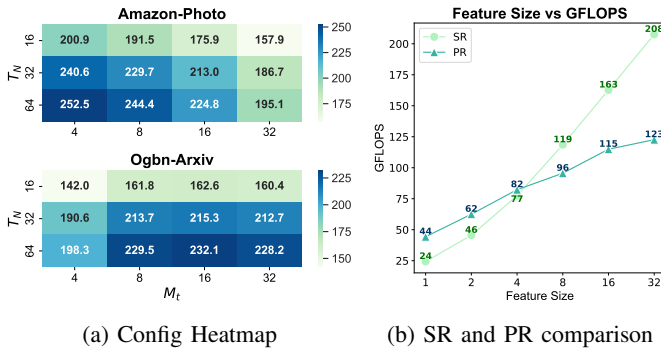 Amazon-Photo
T_N
16 200.9 191.5 175.9 157.9
32 240.6 229.7 213.0 186.7
64 252.5 244.4 224.8 195.1
4 8 16 32
250
225
200
175
Ogbn-Arxiv
T_N
16 142.0 161.8 162.6 160.4
32 190.6 213.7 215.3 212.7
64 198.3 229.5 232.1 228.2
4 8 16 32
M_t
225
200
175
150
(a) Config Heatmap
Feature Size vs GFLOPS
SR
PR
GFLOPS
200
175
150
125
100
75
50
25
24 46 77 119 163 208
44 62 82 96 115 123
1 2 4 8 16 32
Feature Size
(b) SR and PR comparison